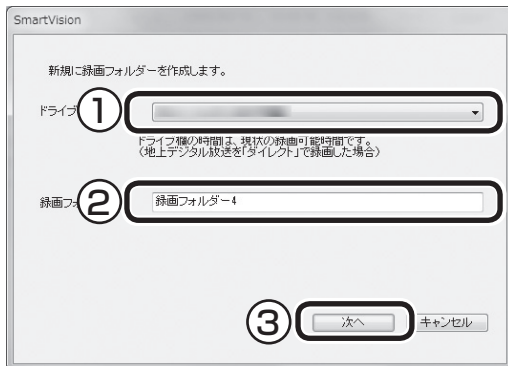 SmartVision
新規に録画フォルダーを作成します。
ドライブ
①
ドライブ欄の時間は、現状の録画可能時間です。
(地上デジタル放送を「ダイレクト」で録画した場合)
録画フォ
②
録画フォルダー4
③
次へ
キャンセル